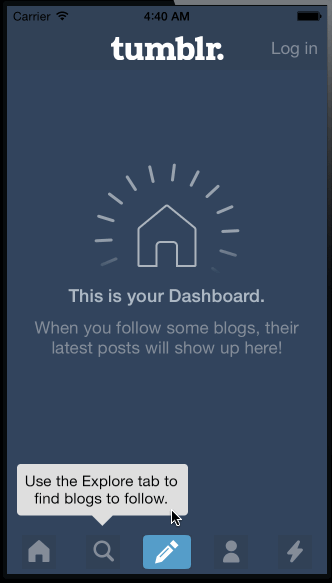 Carrier 4:40 AM
tumblr. Log in
This is your Dashboard.
When you follow some blogs, their
latest posts will show up here!
Use the Explore tab to
find blogs to follow.